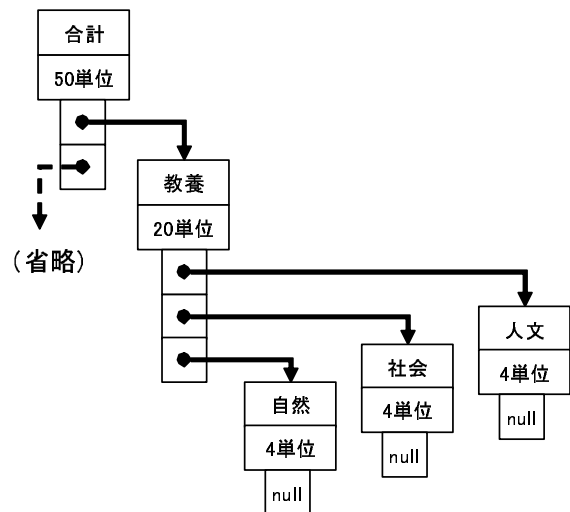 合計
50単位
教養
20単位
(省略)
人文
4単位
null
社会
4単位
null
自然
4単位
null